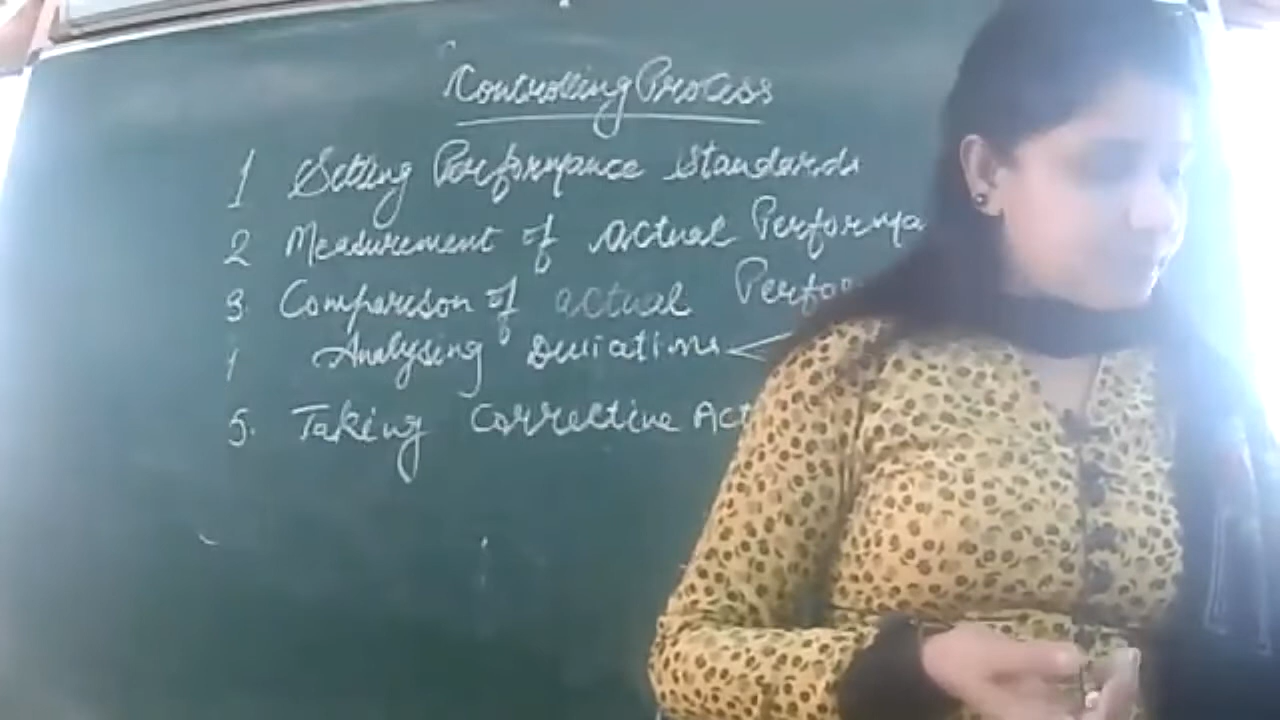 Controlling Process
1 Setting Performance Standards
2 Measurement of actual Performa
3. Comparison of actual Perfor
1 Analysing Deviations
5. Taking Corrective Act